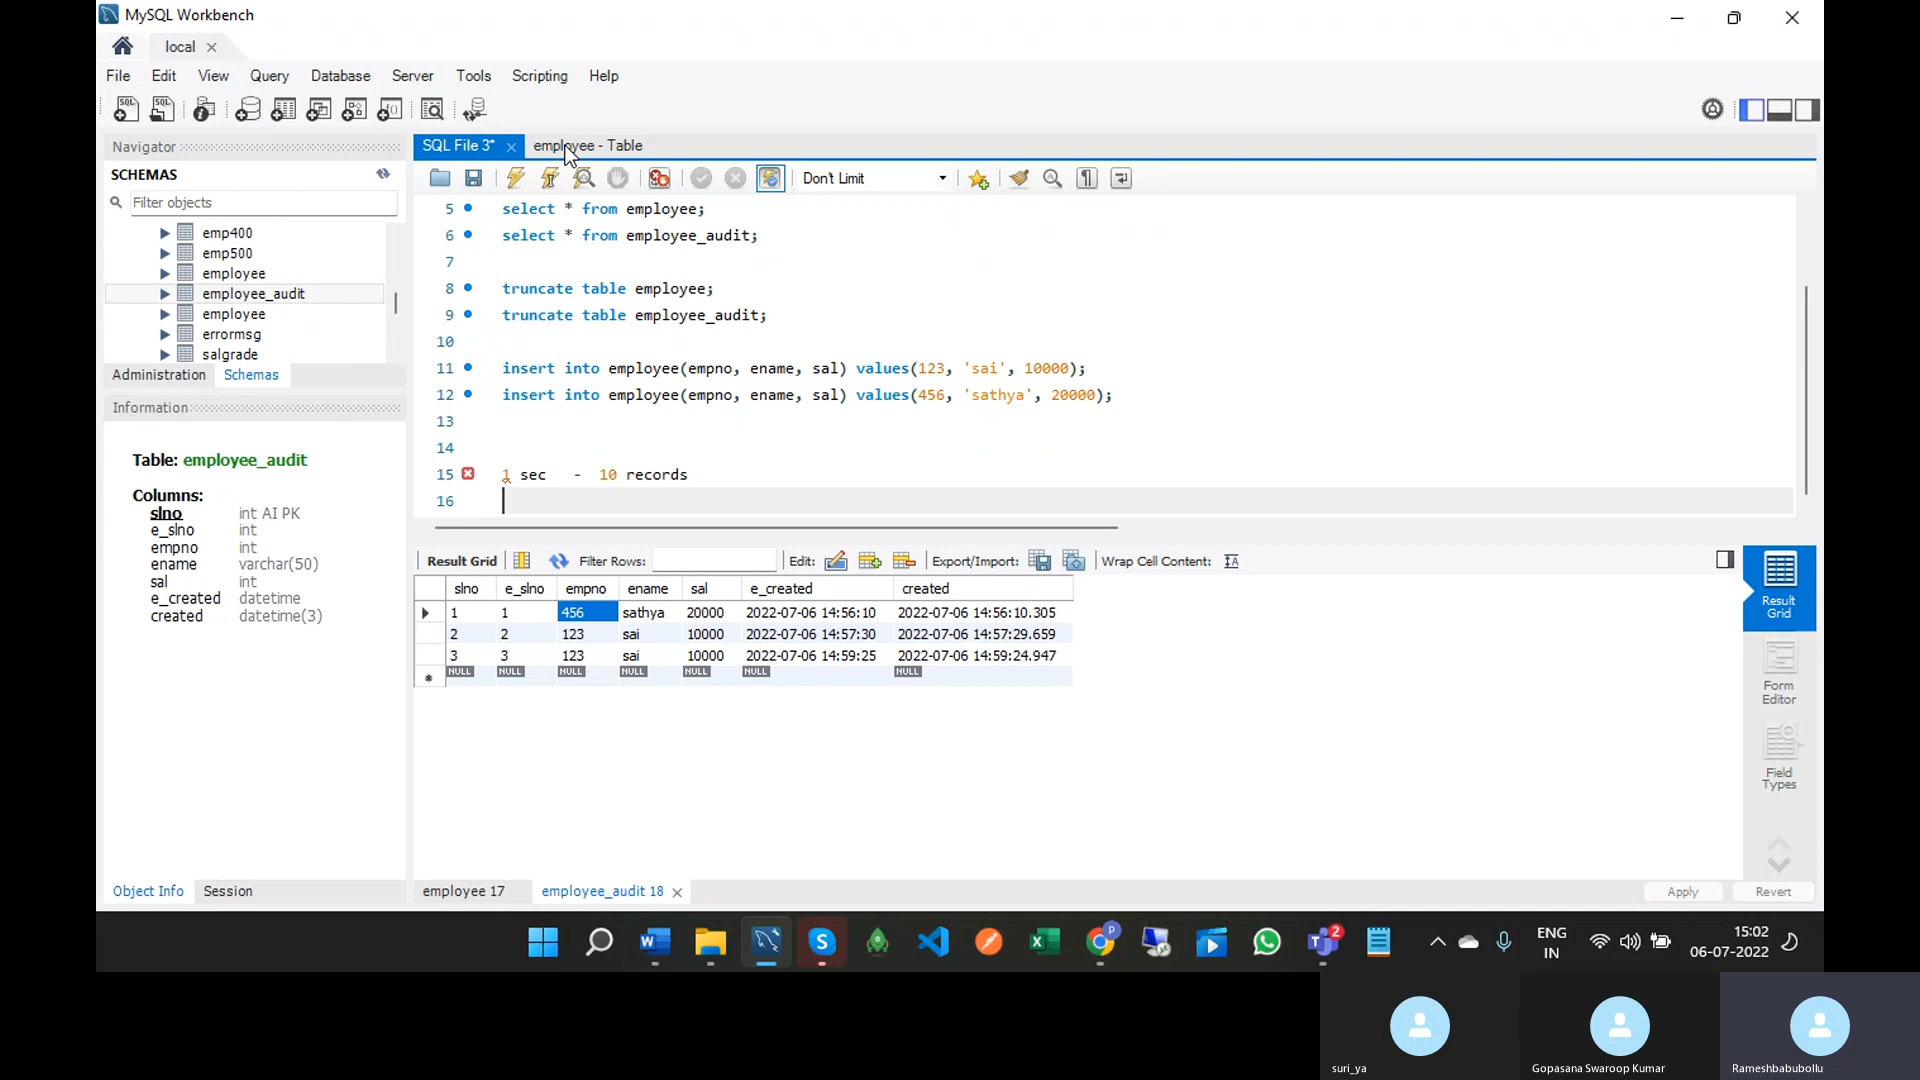 MySQL Workbench
local
File Edit View Query Database Server Tools Scripting Help
Navigator
SCHEMAS
Filter objects
emp400
emp500
employee
employee_audit
employee
errormsg
salgrade
Administration Schemas
Information
Table: employee_audit
Columns:
slno int AI PK
e_slno int
empno int
ename varchar(50)
sal int
e_created datetime
created datetime(3)
Object Info Session
SQL File 3* employee - Table
Don't Limit
5 select * from employee;
6 select * from employee_audit;
7
8 truncate table employee;
9 truncate table employee_audit;
10
11 insert into employee(empno, ename, sal) values(123, 'sai', 10000);
12 insert into employee(empno, ename, sal) values(456, 'sathya', 20000);
13
14
15 1 sec - 10 records
16
Result Grid Filter Rows: Edit: Export/Import: Wrap Cell Content:
slno e_slno empno ename sal e_created created
1 1 456 sathya 20000 2022-07-06 14:56:10 2022-07-06 14:56:10.305
2 2 123 sai 10000 2022-07-06 14:57:30 2022-07-06 14:57:29.659
3 3 123 sai 10000 2022-07-06 14:59:25 2022-07-06 14:59:24.947
NULL NULL NULL NULL NULL NULL NULL
Result
Grid
Form
Editor
Field
Types
employee 17 employee_audit 18 Apply Revert
ENG
IN
15:02
06-07-2022
suri_ya
Gopasana Swaroop Kumar
Rameshbabubollu